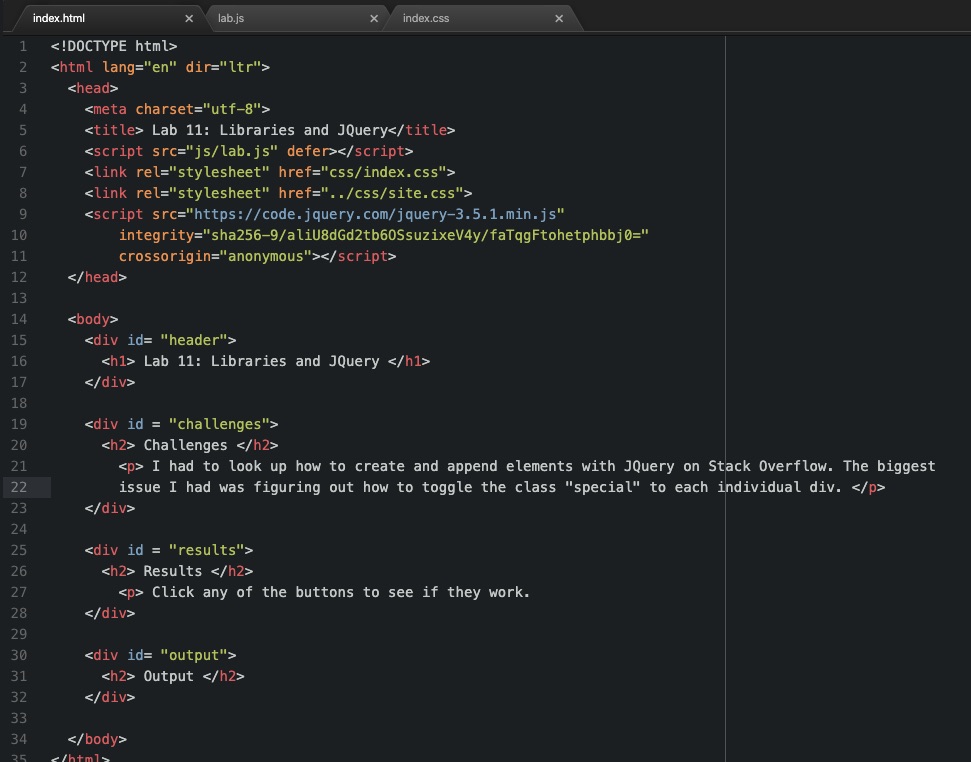 index.html × lab.js × index.css ×
1 <!DOCTYPE html>
2 <html lang="en" dir="ltr">
3   <head>
4     <meta charset="utf-8">
5     <title> Lab 11: Libraries and JQuery</title>
6     <script src="js/lab.js" defer></script>
7     <link rel="stylesheet" href="css/index.css">
8     <link rel="stylesheet" href="../css/site.css">
9     <script src="https://code.jquery.com/jquery-3.5.1.min.js"
10         integrity="sha256-9/aliU8dGd2tb6OSsuzixeV4y/faTqgFtohetphbbj0="
11         crossorigin="anonymous"></script>
12   </head>
13
14   <body>
15     <div id= "header">
16       <h1> Lab 11: Libraries and JQuery </h1>
17     </div>
18
19     <div id = "challenges">
20       <h2> Challenges </h2>
21         <p> I had to look up how to create and append elements with JQuery on Stack Overflow. The biggest
22         issue I had was figuring out how to toggle the class "special" to each individual div. </p>
23     </div>
24
25     <div id = "results">
26       <h2> Results </h2>
27         <p> Click any of the buttons to see if they work.
28     </div>
29
30     <div id= "output">
31       <h2> Output </h2>
32     </div>
33
34   </body>
35 </html>